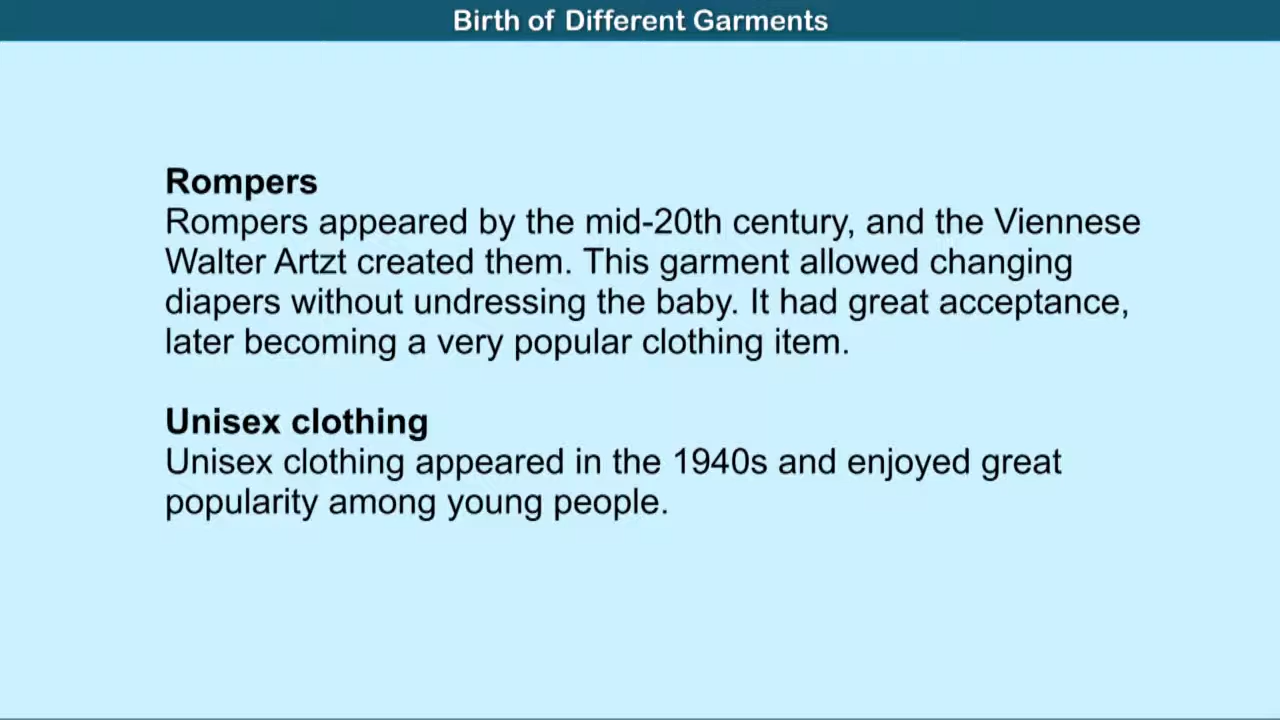 Birth of Different Garments
Rompers
Rompers appeared by the mid-20th century, and the Viennese
Walter Artzt created them. This garment allowed changing
diapers without undressing the baby. It had great acceptance,
later becoming a very popular clothing item.
Unisex clothing
Unisex clothing appeared in the 1940s and enjoyed great
popularity among young people.